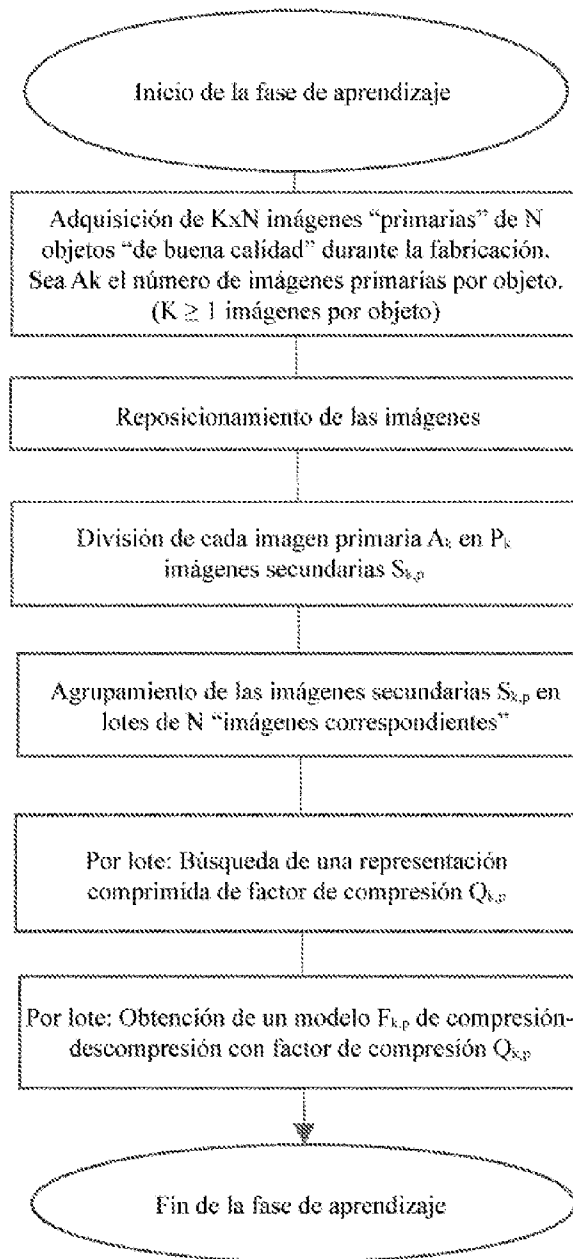 Inicio de la fase de aprendizaje
Adquisición de KxN imágenes “primarias” de N
objetos “de buena calidad” durante la fabricación.
Sea Ak el número de imágenes primarias por objeto.
(K ≥ 1 imágenes por objeto)
Reposicionamiento de las imágenes
División de cada imagen primaria Aₖ en Pₖ
imágenes secundarias Sₖ,ₚ
Agrupamiento de las imágenes secundarias Sₖ,ₚ en
lotes de N “imágenes correspondientes”
Por lote: Búsqueda de una representación
comprimida de factor de compresión Qₖ,ₚ
Por lote: Obtención de un modelo Fₖ,ₚ de compresión-
descompresión con factor de compresión Qₖ,ₚ
Fin de la fase de aprendizaje